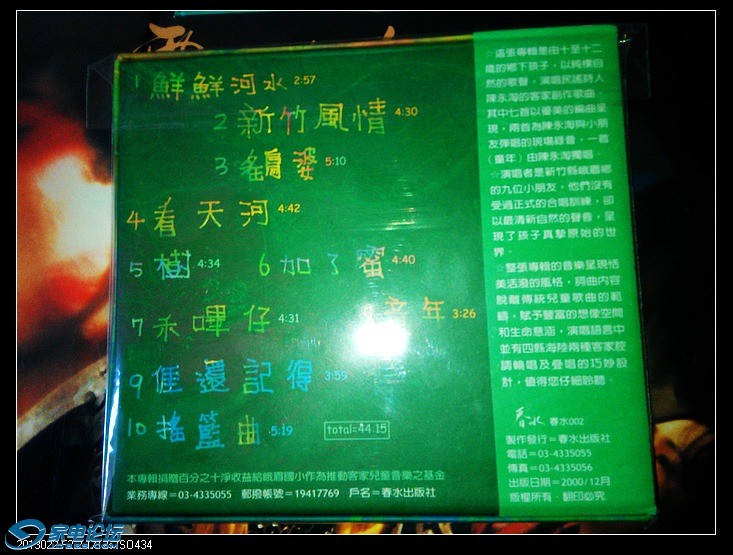 1 鮮鮮河水 2:57
2 新竹風情 4:30
3 鷂婆 5:10
4 看天河 4:42
5 樹 4:34
6 加了蜜 4:40
7 禾嗶仔 4:31
年 3:26
9 𠊎還記得 3:59
10 搖籃曲 5:19
total=44:15
本專輯捐贈百分之十淨收益給峨眉國小作為推動客家兒童音樂之基金
業務專線=03-4335055 郵撥帳號=19417769 戶名=春水出版社
☆這張專輯是由十至十二
歲的鄉下孩子,以純樸自
然的歌聲,演唱民謠詩人
陳永淘的客家創作歌曲。
其中七首以優美的編曲呈
現,兩首為陳永淘與小朋
友彈唱的現場錄音,一首
(童年)由陳永淘獨唱。
☆演唱者是新竹縣峨眉鄉
的九位小朋友,他們沒有
受過正式的合唱訓練,卻
以最清新自然的聲音,呈
現了孩子真摯原始的世
界。
☆整張專輯的音樂呈現恬
美活潑的風格,詞曲內容
脫離傳統兒童歌曲的範
疇,賦予豐富的想像空間
和生命意涵,演唱語言中
並有四縣海陸兩種客家腔
調輪唱及疊唱的巧妙設
計,值得您仔細聆聽。
春水 春水002
製作發行=春水出版社
電話=03-4335055
傳真=03-4335056
出版日期=2000/12月
版權所有.翻印必究
家电论坛